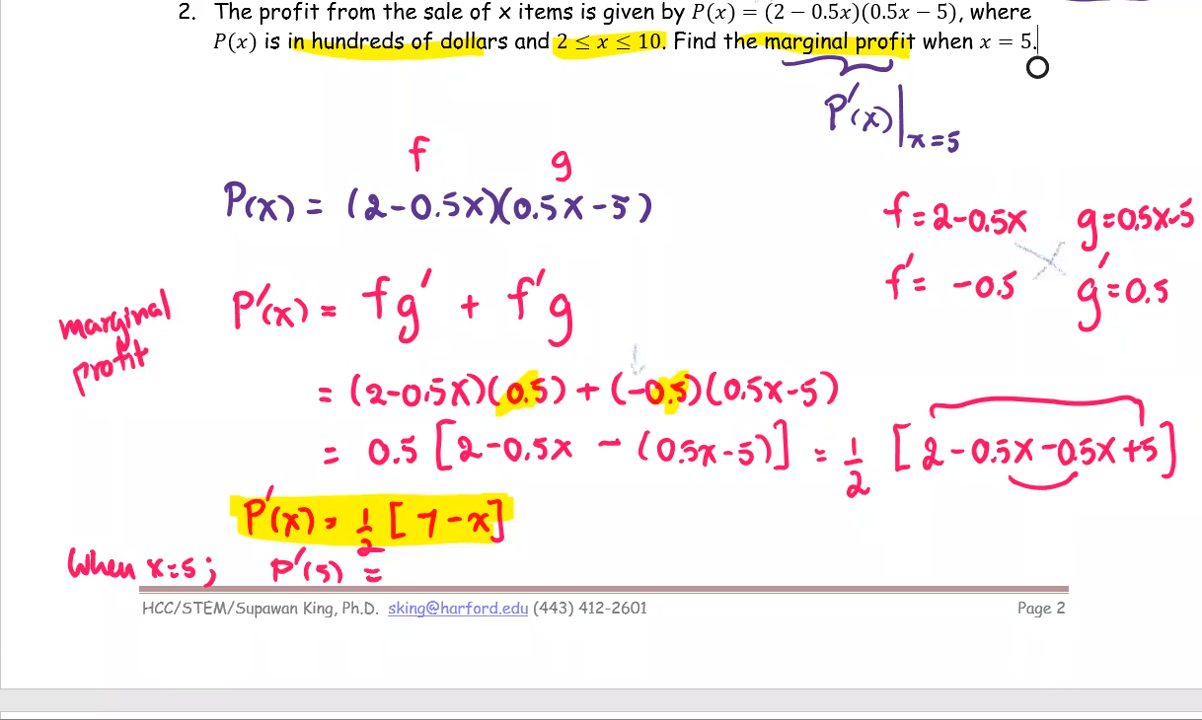 2. The profit from the sale of x items is given by P(x) = (2 − 0.5x)(0.5x − 5), where
P(x) is in hundreds of dollars and 2 ≤ x ≤ 10. Find the marginal profit when x = 5.
P'(x)|x=5
f g
P(x) = (2-0.5x)(0.5x-5)
f = 2-0.5x g = 0.5x-5
f' = -0.5 g' = 0.5
marginal profit
P'(x) = fg' + f'g
= (2-0.5x)(0.5) + (-0.5)(0.5x-5)
= 0.5 [2-0.5x - (0.5x-5)] = 1/2 [2-0.5x-0.5x+5]
P'(x) = 1/2 [7-x]
When x=5; P'(5) =
HCC/STEM/Supawan King, Ph.D. sking@harford.edu (443) 412-2601 Page 2